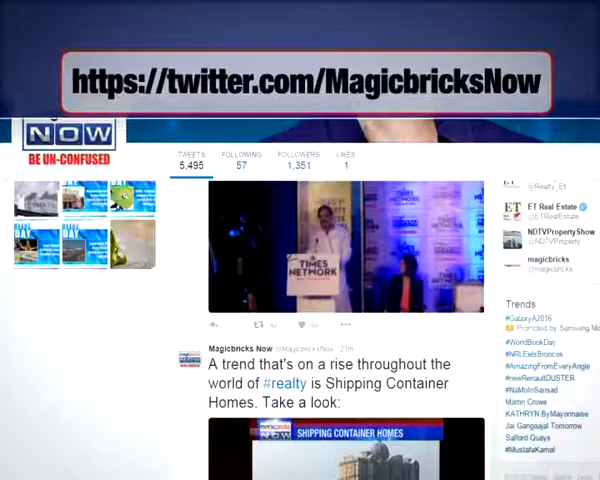 https://twitter.com/MagicbricksNow
NOW
BE UN-CONFUSED
TWEETS FOLLOWING FOLLOWERS LIKES
5,495 57 1,351 1
@Realty_Et
ET Real Estate
@ETRealEstate
NDTVPropertyShow
@NDTVProperty
magicbricks
@magicbricks
TIMES
NETWORK
Trends
#GalaxyA2016
Promoted by Samsung
#WorldBookDay
#NRLEelsBroncos
#AmazingFromEveryAngle
#newRenaultDUSTER
#NaMoInSansad
Martin Crowe
KATHRYN ByMayonnaise
Jai Gangaajal Tomorrow
Salford Quays
#MustafaKamal
Magicbricks Now @MagicbricksNow 21m
A trend that's on a rise throughout the
world of #realty is Shipping Container
Homes. Take a look:
NOW
SHIPPING CONTAINER HOMES